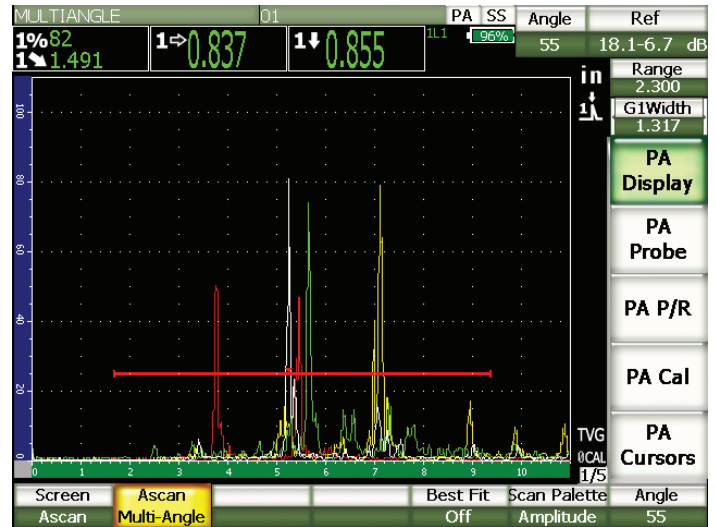 MULTIANGLE 01 PA SS Angle Ref
1%82 1⇨0.837 1⬇0.855 1L1 96% 55 18.1-6.7 dB
1⬊1.491
in Range
2.300
1 G1Width
1.317
PA
Display
PA
Probe
PA P/R
PA Cal
PA
Cursors
100
80
60
40
20
0
TVG
0CAL
1/5
0 1 2 3 4 5 6 7 8 9 10
Screen Ascan Best Fit Scan Palette Angle
Ascan Multi-Angle Off Amplitude 55